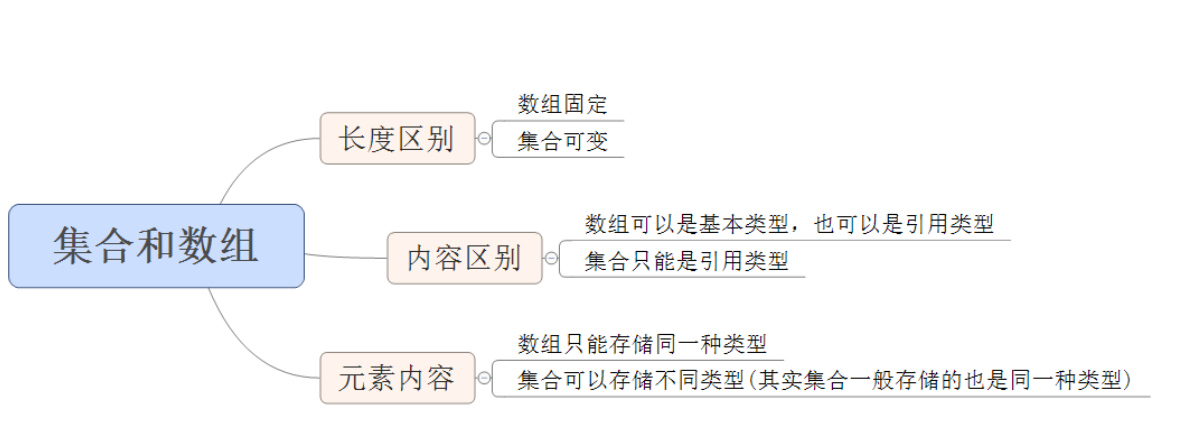 集合和数组
长度区别
数组固定
集合可变
内容区别
数组可以是基本类型，也可以是引用类型
集合只能是引用类型
元素内容
数组只能存储同一种类型
集合可以存储不同类型(其实集合一般存储的也是同一种类型)